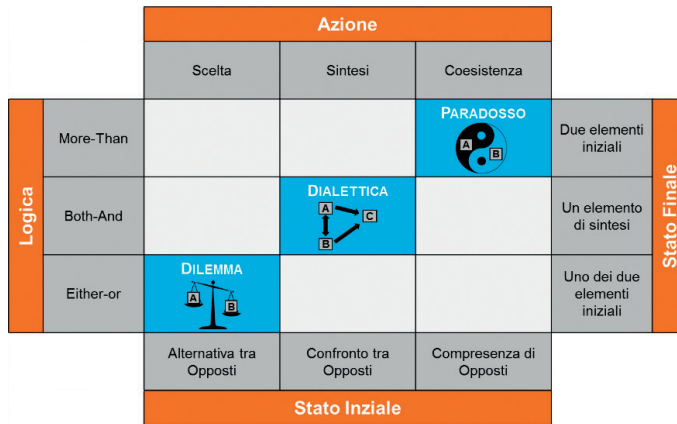 Azione
Scelta
Sintesi
Coesistenza
Logica
More-Than
PARADOSSO
A
B
Due elementi
iniziali
Stato Finale
Both-And
DIALETTICA
A
C
B
Un elemento
di sintesi
Either-or
DILEMMA
A
B
Uno dei due
elementi
iniziali
Alternativa tra
Opposti
Confronto tra
Opposti
Compresenza di
Opposti
Stato Inziale